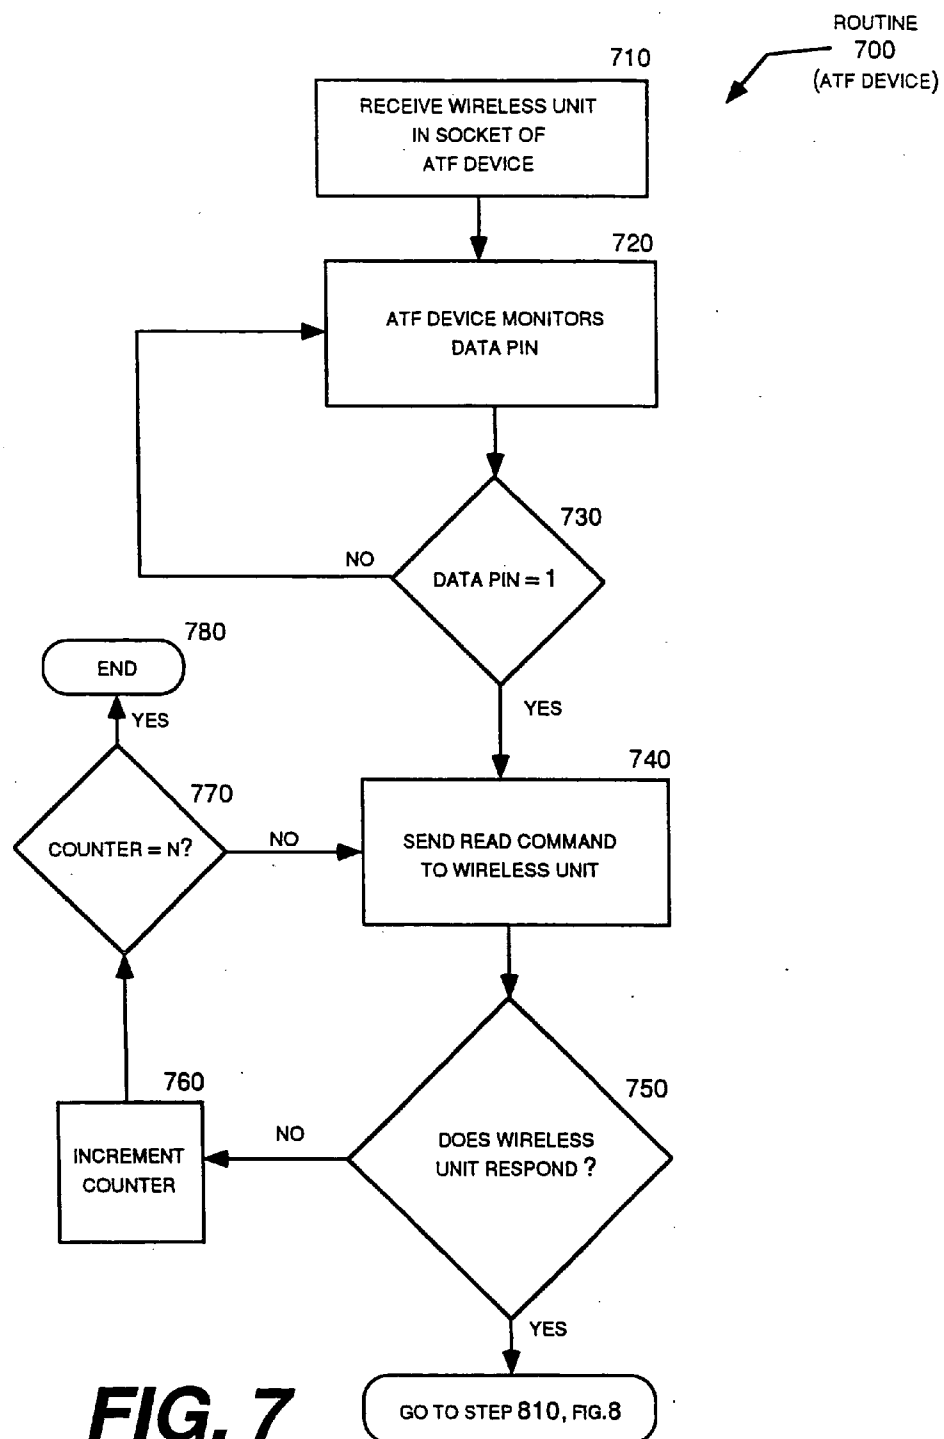 ROUTINE
700
(ATF DEVICE)
710
RECEIVE WIRELESS UNIT
IN SOCKET OF
ATF DEVICE
720
ATF DEVICE MONITORS
DATA PIN
730
NO
DATA PIN = 1
780
END
YES
YES
740
770
COUNTER = N?
NO
SEND READ COMMAND
TO WIRELESS UNIT
760
750
NO
DOES WIRELESS
UNIT RESPOND ?
INCREMENT
COUNTER
YES
FIG. 7
GO TO STEP 810, FIG.8